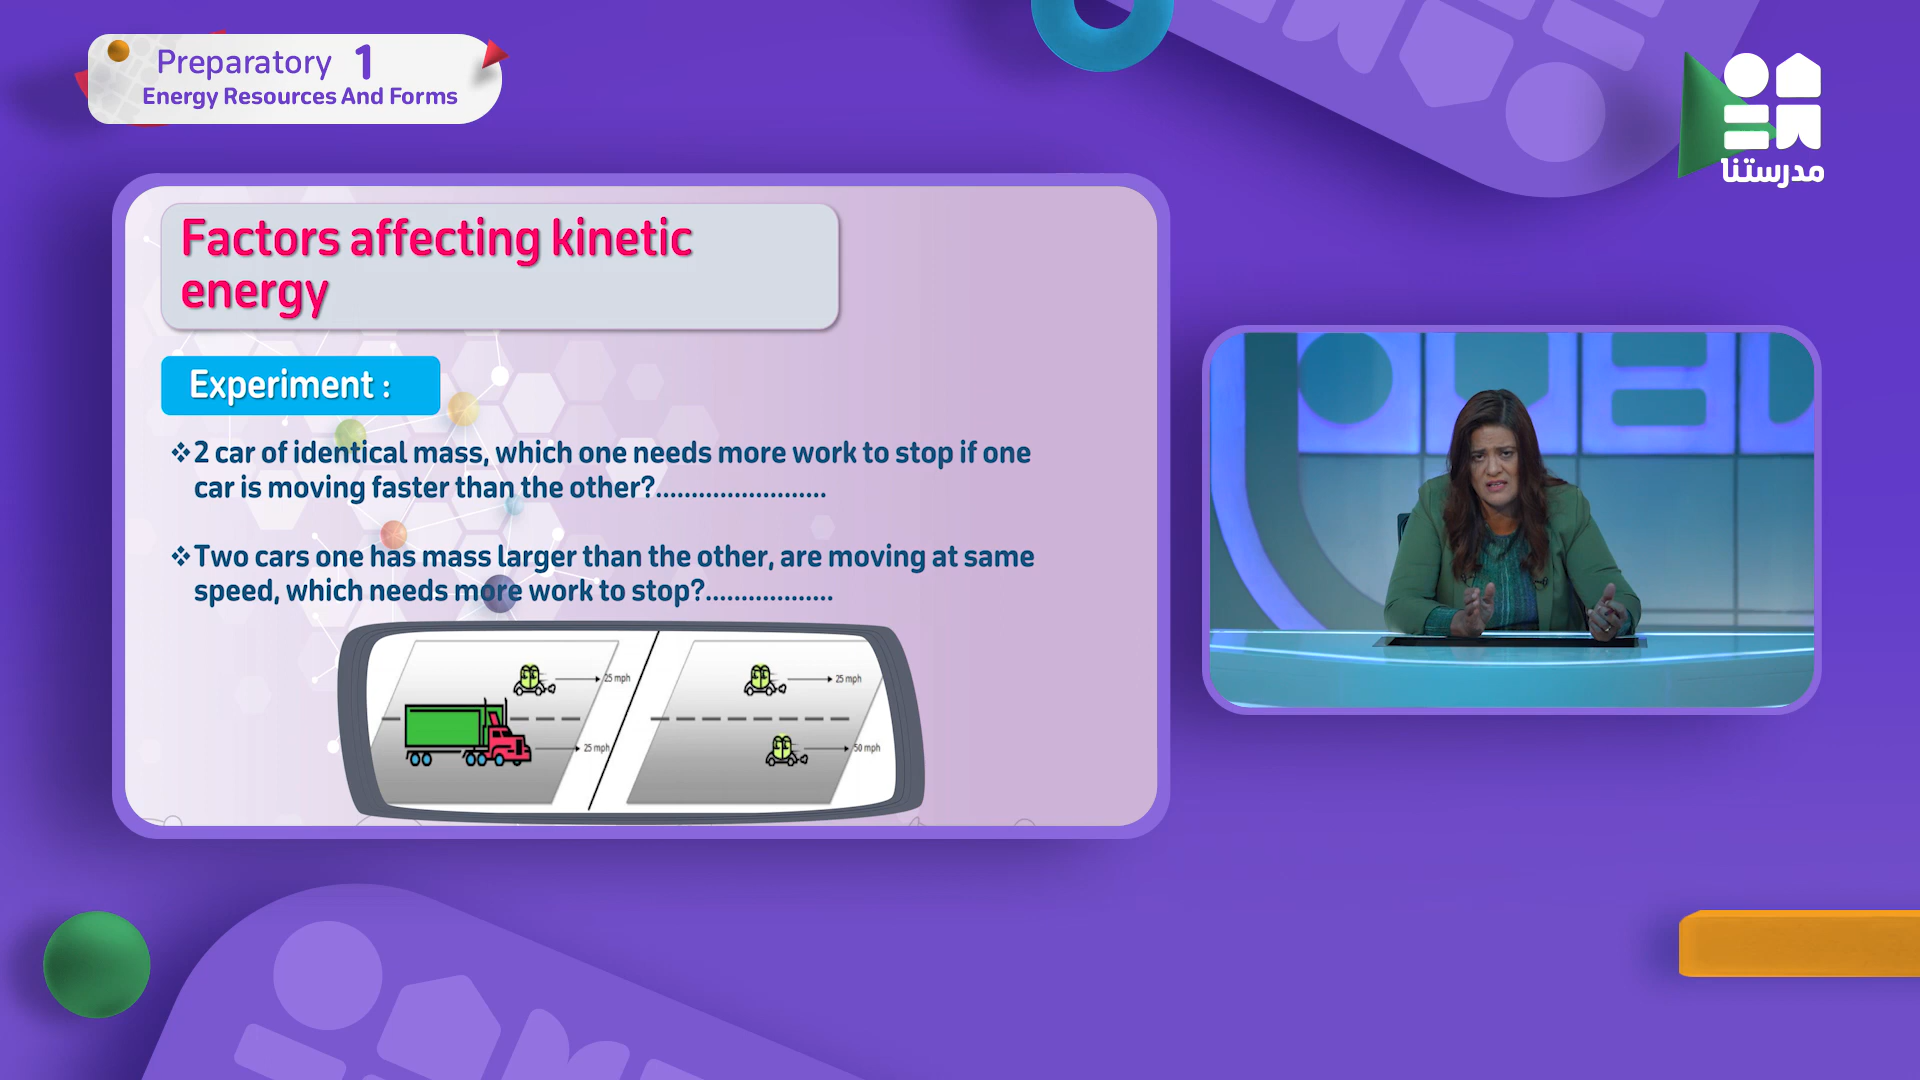 Preparatory 1
Energy Resources And Forms
مدرستنا
Factors affecting kinetic
energy
Experiment :
❖2 car of identical mass, which one needs more work to stop if one
car is moving faster than the other?........................
❖Two cars one has mass larger than the other, are moving at same
speed, which needs more work to stop?..................
25 mph
25 mph
25 mph
50 mph